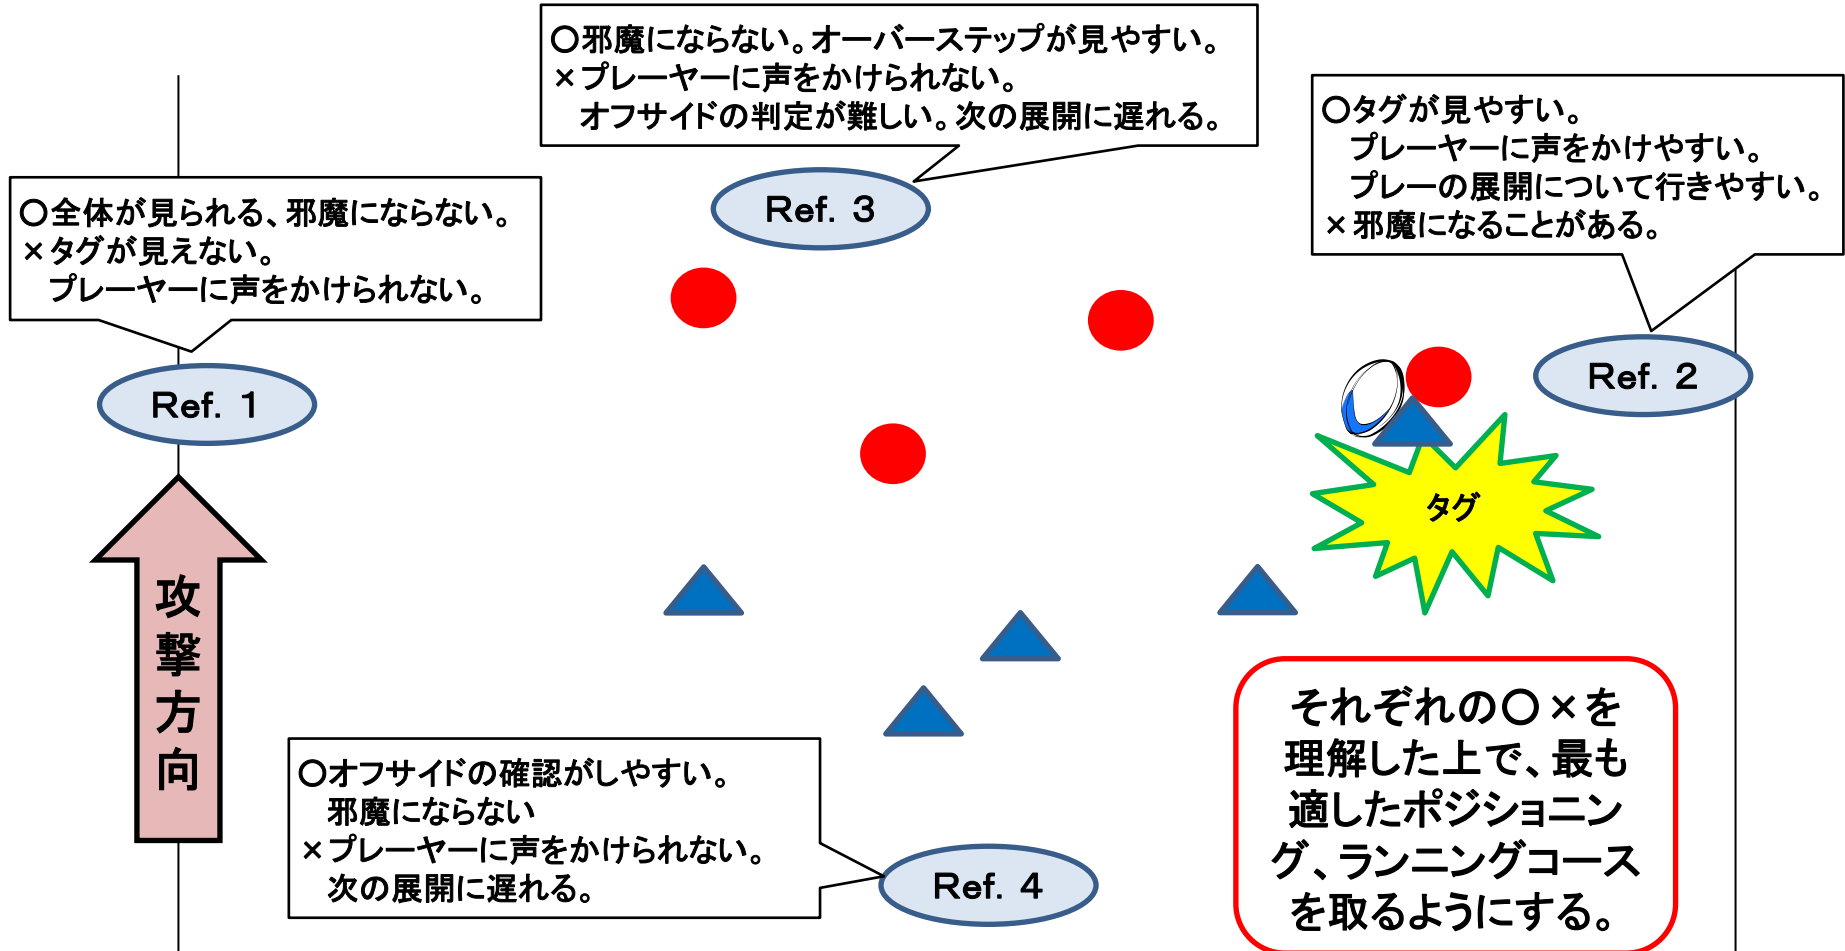 〇邪魔にならない。オーバーステップが見やすい。
×プレーヤーに声をかけられない。
オフサイドの判定が難しい。次の展開に遅れる。
〇タグが見やすい。
プレーヤーに声をかけやすい。
プレーの展開について行きやすい。
×邪魔になることがある。
〇全体が見られる、邪魔にならない。
×タグが見えない。
プレーヤーに声をかけられない。
Ref. 3
Ref. 1
Ref. 2
タグ
攻
撃
方
向
〇オフサイドの確認がしやすい。
邪魔にならない
×プレーヤーに声をかけられない。
次の展開に遅れる。
Ref. 4
それぞれの〇×を
理解した上で、最も
適したポジショニン
グ、ランニングコース
を取るようにする。